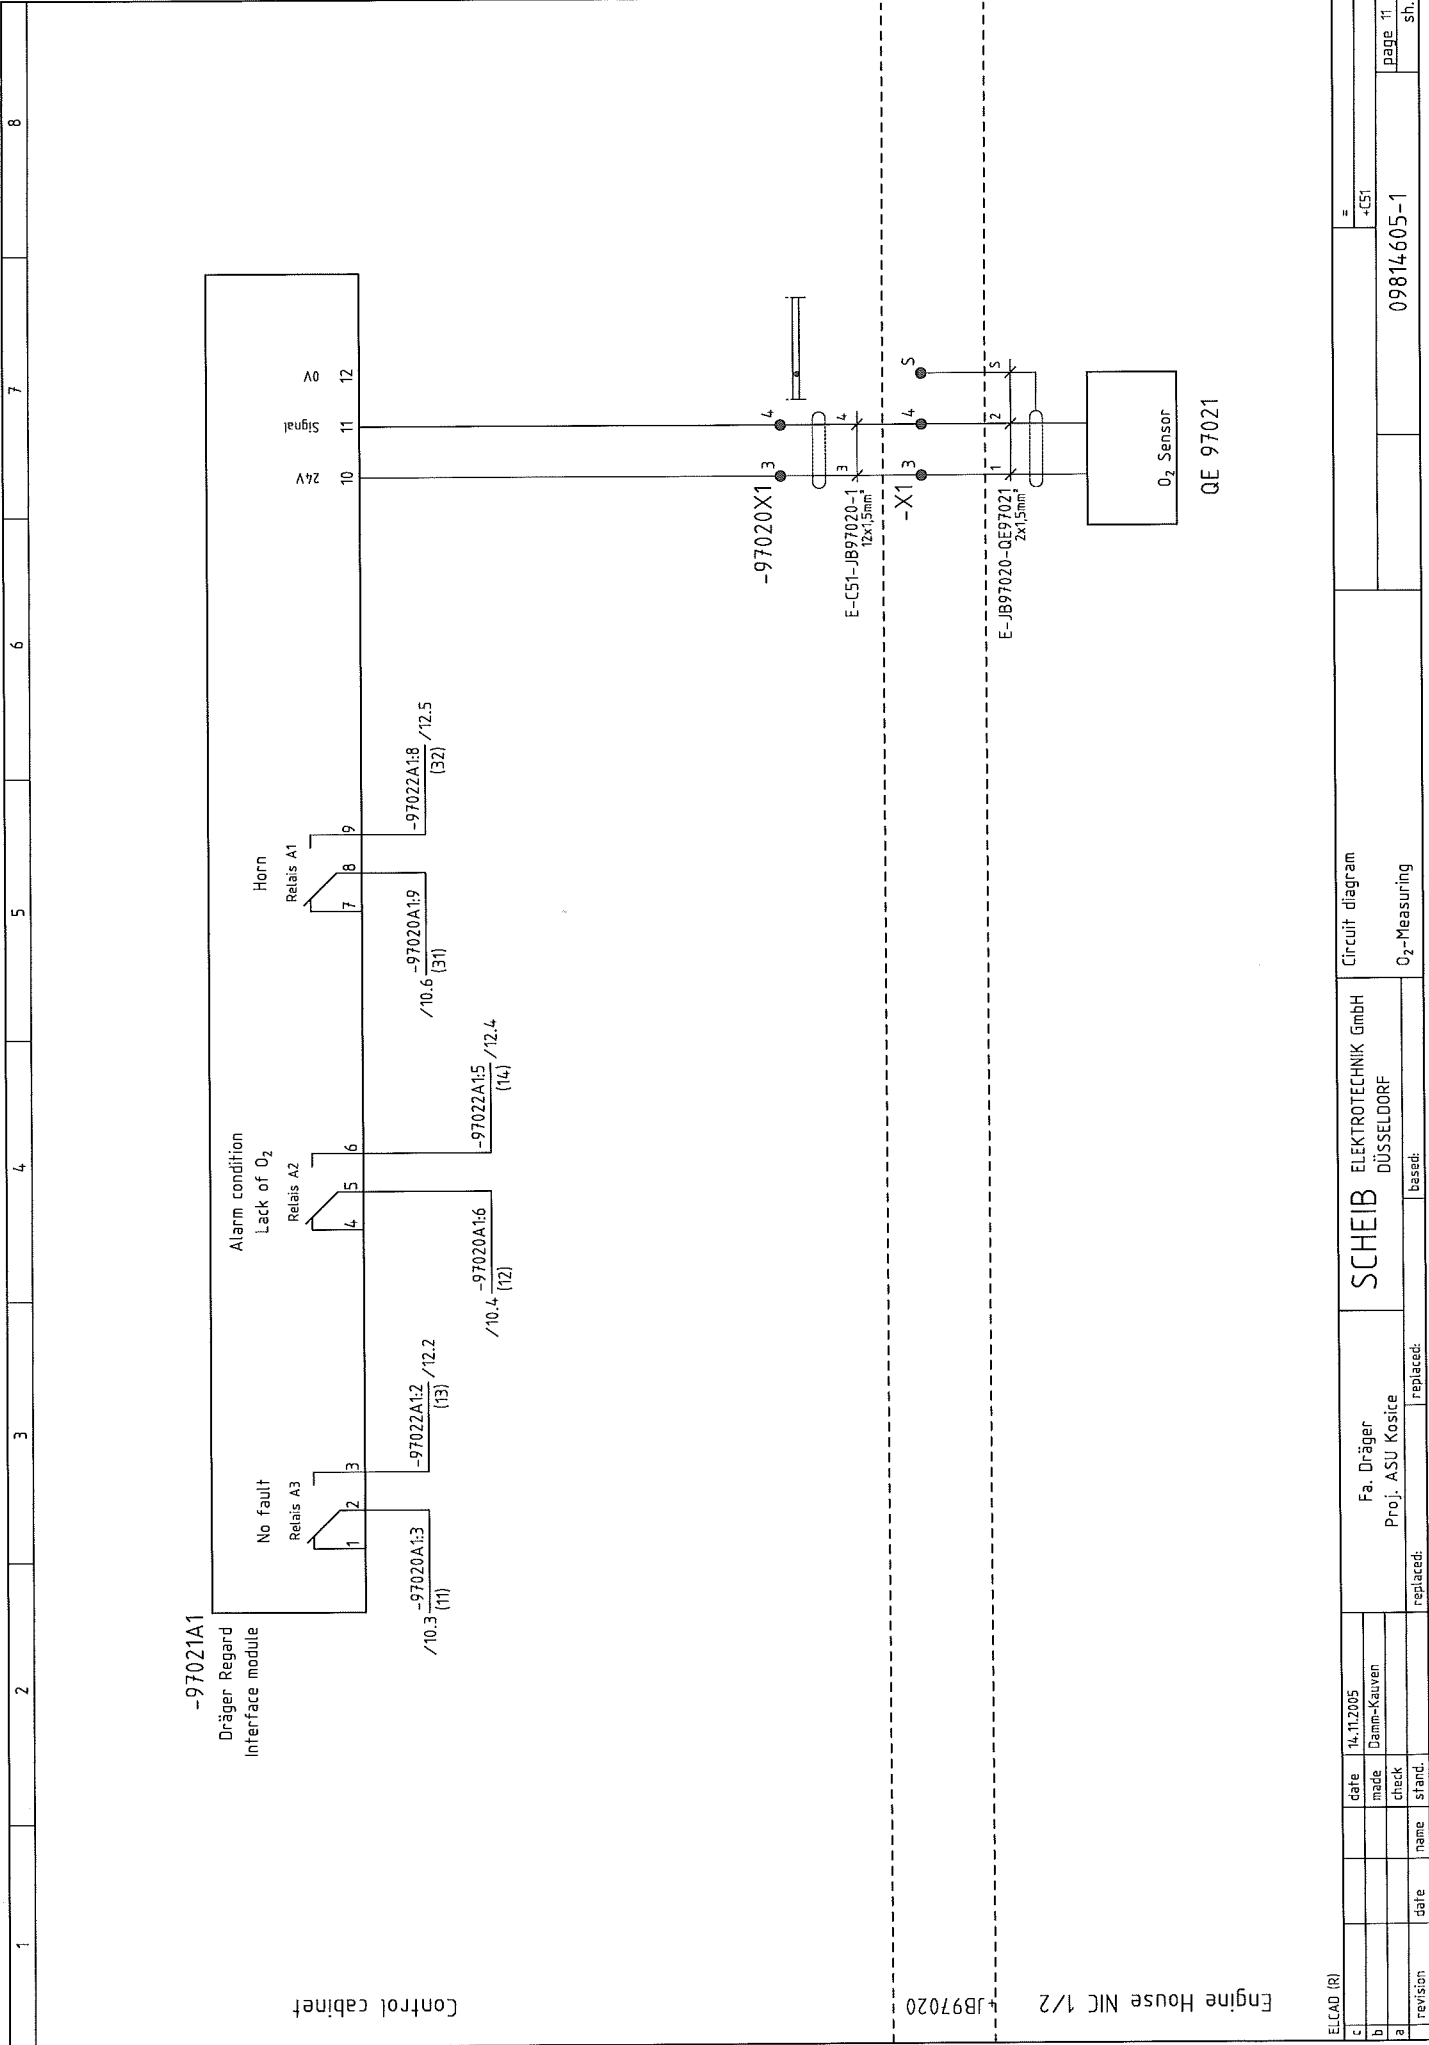 1
2
3
4
5
6
7
8
-97021A1
Dräger Regard
Interface module
No fault
Relais A3
1
2
3
Alarm condition
Lack of O₂
Relais A2
4
5
6
Horn
Relais A1
7
8
9
24V
Signal
0V
10
11
12
/10.3
-97020A1:3
(11)
-97022A1:2
(13)
/12.2
/10.4
-97020A1:6
(12)
-97022A1:5
(14)
/12.4
/10.6
-97020A1:9
(31)
-97022A1:8
(32)
/12.5
-97020X1
3
4
E-C51-JB97020-1
12x1,5mm²
3
4
-X1
3
4
S
E-JB97020-QE97021
2x1,5mm²
1
2
S
O₂ Sensor
QE 97021
Control cabinet
+JB97020
Engine House NIC 1/2
ELCAD (R)
c
b
a
revision
date
name
date
14.11.2005
made
Damm-Kauven
check
stand.
Fa. Dräger
Proj. ASU Kosice
replaced:
replaced:
SCHEIB ELEKTROTECHNIK GmbH
DÜSSELDORF
based:
Circuit diagram
O₂-Measuring
=
+C51
09814605-1
page 11
sh.